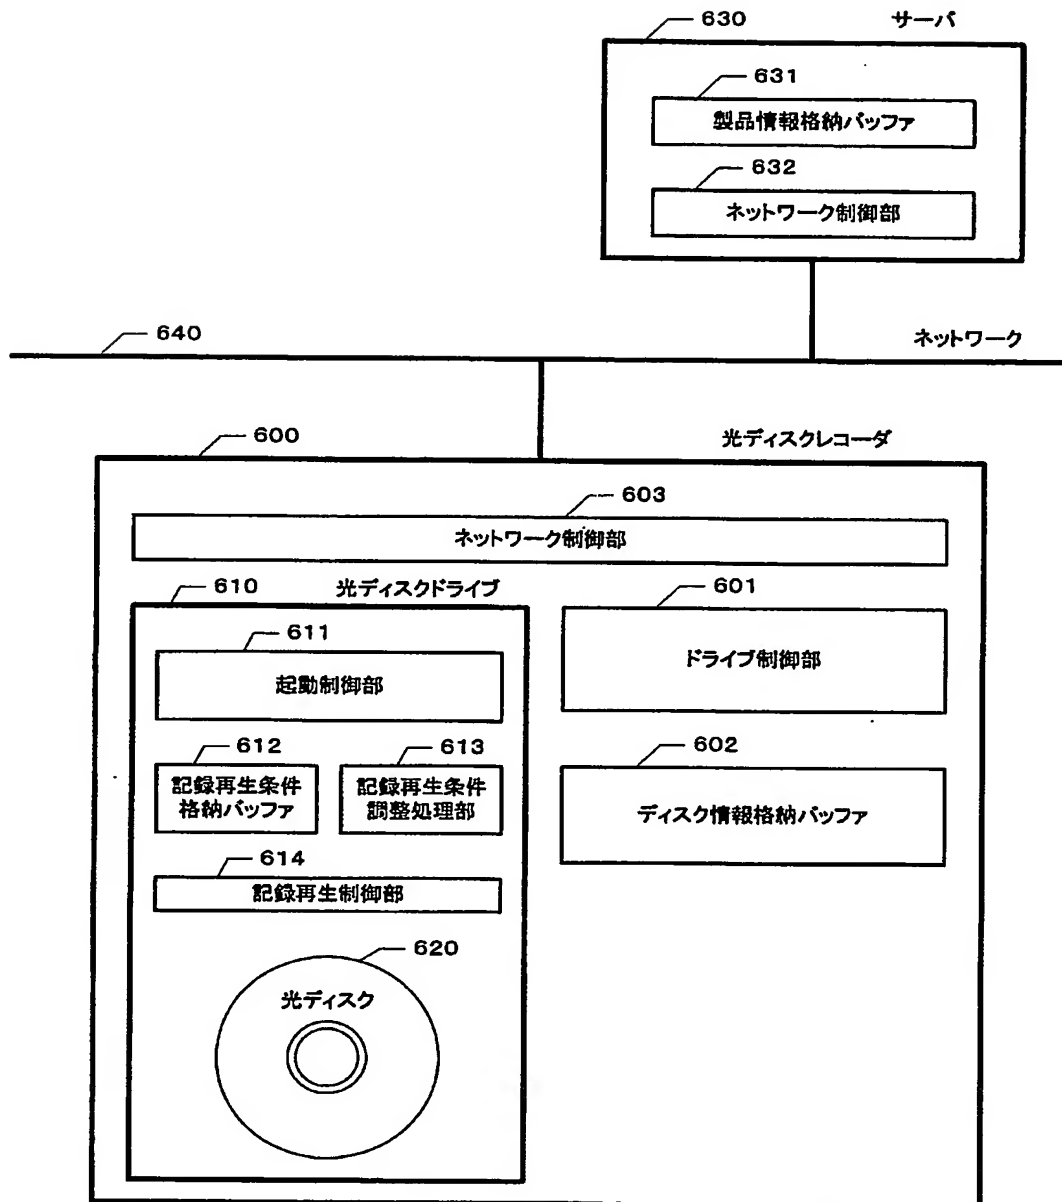 630 サーバ
631
製品情報格納バッファ
632
ネットワーク制御部
640 ネットワーク
600 光ディスクレコーダ
603
ネットワーク制御部
610 光ディスクドライブ
611
起動制御部
612
記録再生条件
格納バッファ
613
記録再生条件
調整処理部
614
記録再生制御部
620
光ディスク
601
ドライブ制御部
602
ディスク情報格納バッファ